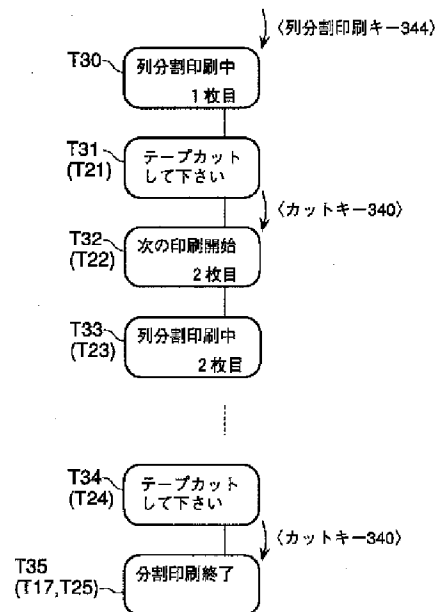 〈列分割印刷キー344〉
T30
列分割印刷中
1枚目
T31
(T21)
テープカット
して下さい
〈カットキー340〉
T32
(T22)
次の印刷開始
2枚目
T33
(T23)
列分割印刷中
2枚目
T34
(T24)
テープカット
して下さい
〈カットキー340〉
T35
(T17,T25)
分割印刷終了